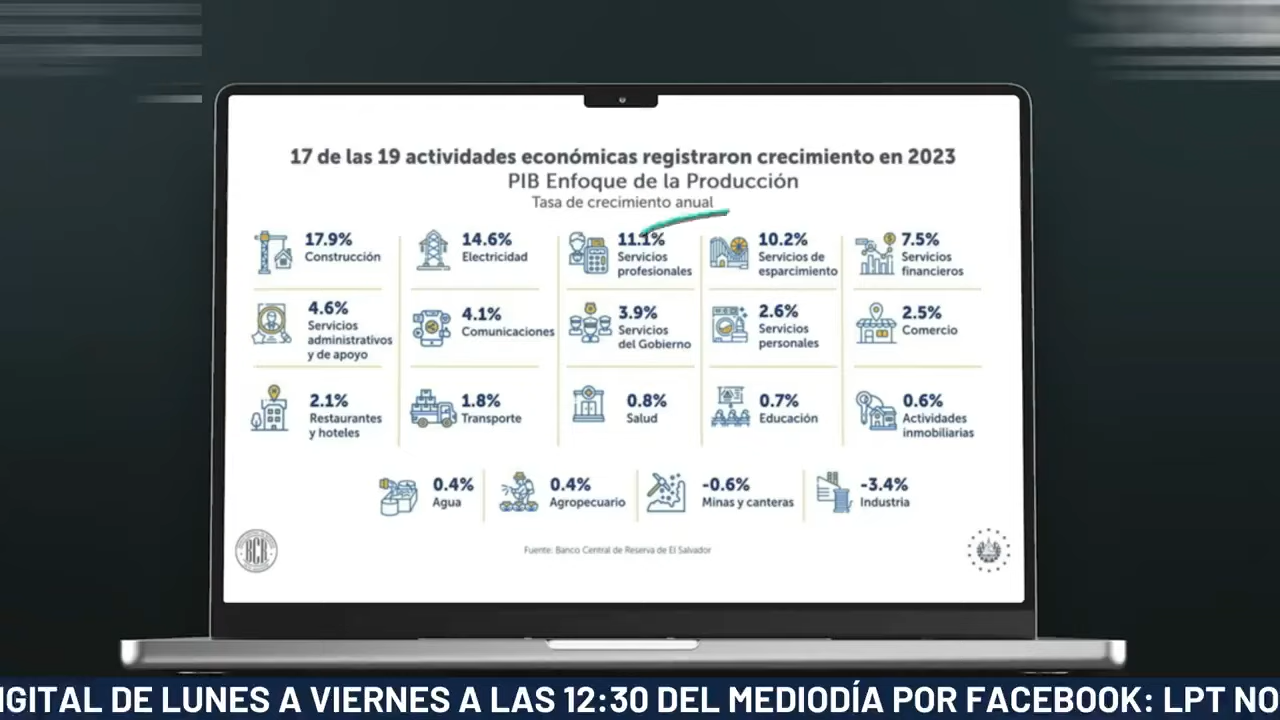 17 de las 19 actividades económicas registraron crecimiento en 2023
PIB Enfoque de la Producción
Tasa de crecimiento anual
17.9%
Construcción
14.6%
Electricidad
11.1%
Servicios
profesionales
10.2%
Servicios de
esparcimiento
7.5%
Servicios
financieros
4.6%
Servicios
administrativos
y de apoyo
4.1%
Comunicaciones
3.9%
Servicios
del Gobierno
2.6%
Servicios
personales
2.5%
Comercio
2.1%
Restaurantes
y hoteles
1.8%
Transporte
0.8%
Salud
0.7%
Educación
0.6%
Actividades
inmobiliarias
0.4%
Agua
0.4%
Agropecuario
-0.6%
Minas y canteras
-3.4%
Industria
Fuente: Banco Central de Reserva de El Salvador
BCR
IGITAL DE LUNES A VIERNES A LAS 12:30 DEL MEDIODÍA POR FACEBOOK: LPT NO